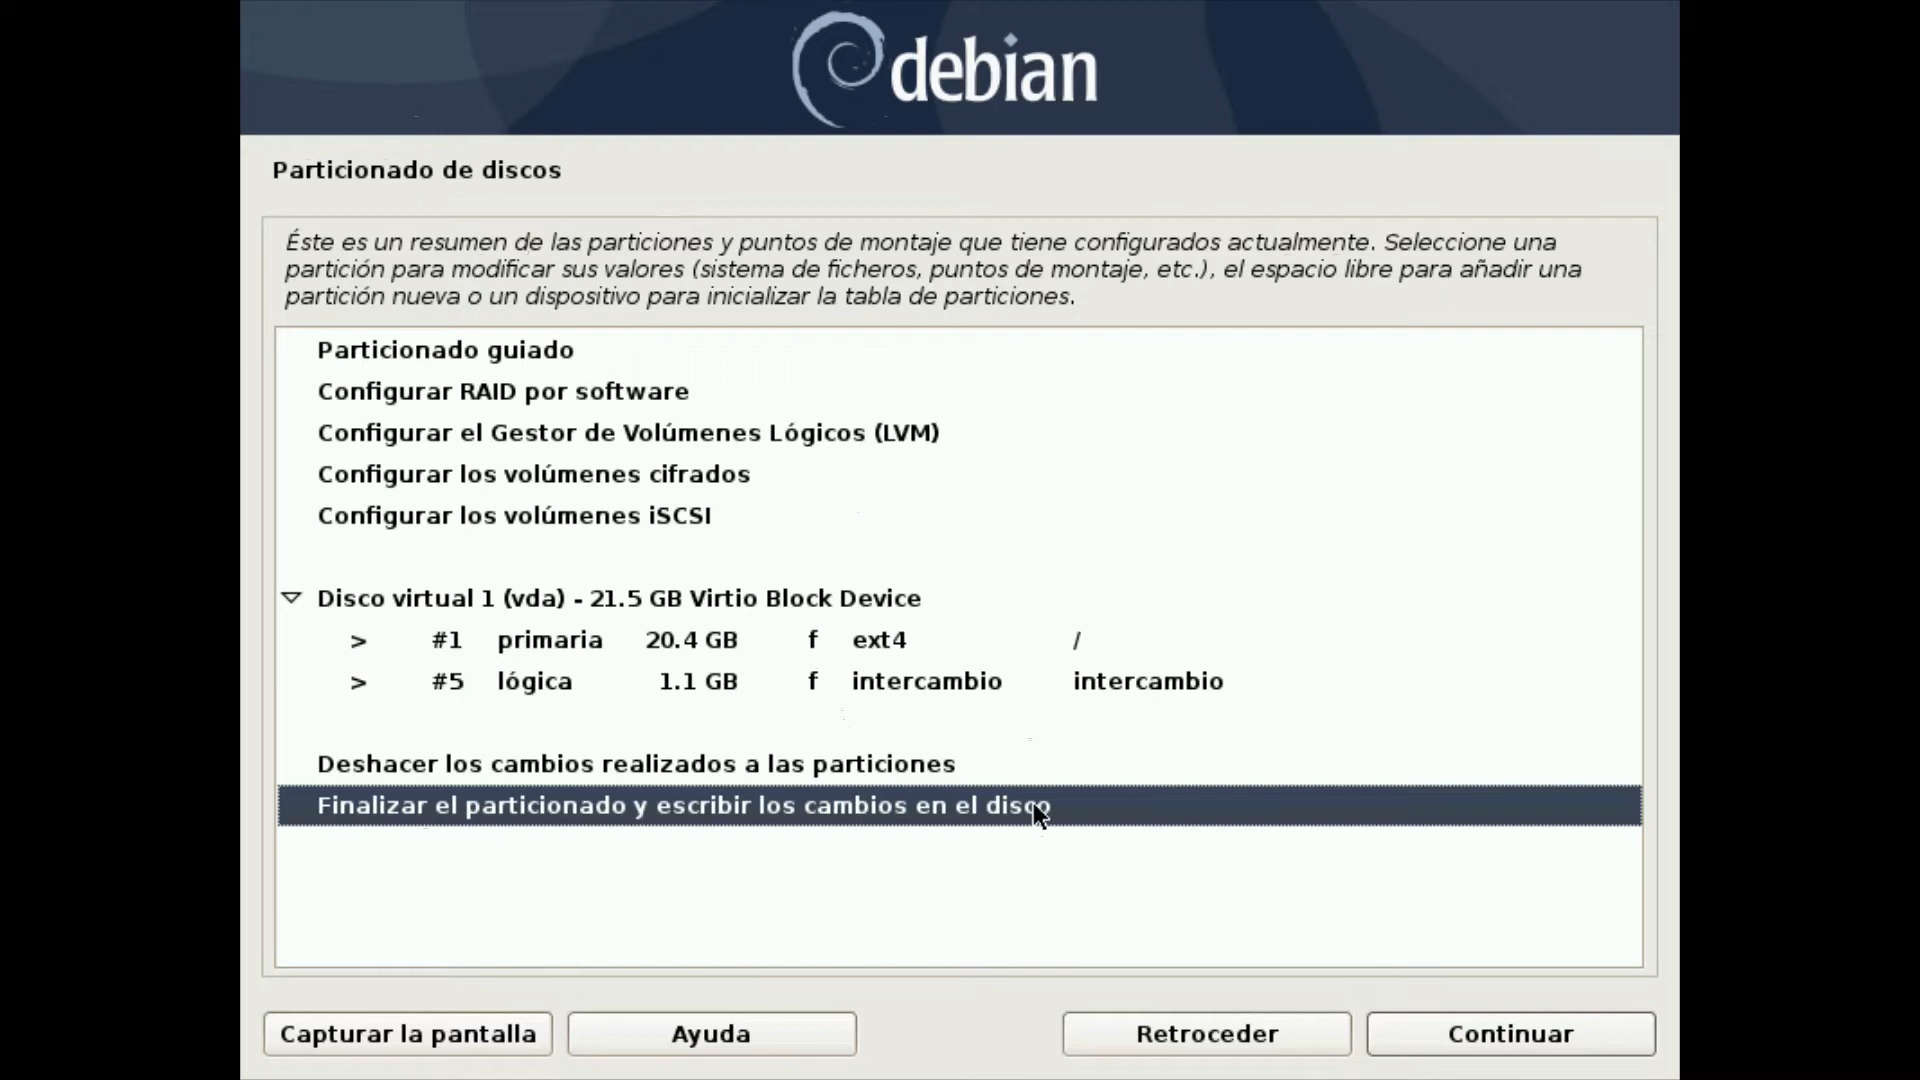 debian
Particionado de discos
Éste es un resumen de las particiones y puntos de montaje que tiene configurados actualmente. Seleccione una
partición para modificar sus valores (sistema de ficheros, puntos de montaje, etc.), el espacio libre para añadir una
partición nueva o un dispositivo para inicializar la tabla de particiones.
Particionado guiado
Configurar RAID por software
Configurar el Gestor de Volúmenes Lógicos (LVM)
Configurar los volúmenes cifrados
Configurar los volúmenes iSCSI
Disco virtual 1 (vda) - 21.5 GB Virtio Block Device
> #1 primaria 20.4 GB f ext4 /
> #5 lógica 1.1 GB f intercambio intercambio
Deshacer los cambios realizados a las particiones
Finalizar el particionado y escribir los cambios en el disco
Capturar la pantalla Ayuda Retroceder Continuar